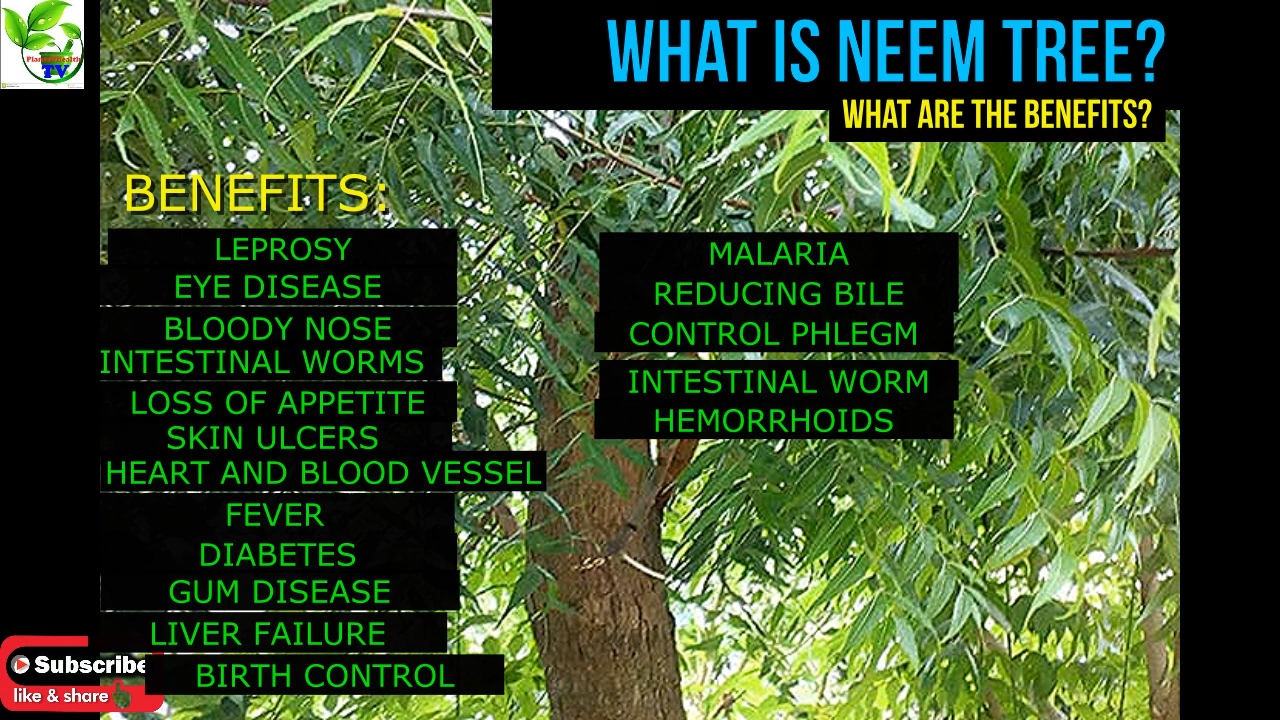 Plants4Health
TV
WHAT IS NEEM TREE?
WHAT ARE THE BENEFITS?
BENEFITS:
LEPROSY
EYE DISEASE
BLOODY NOSE
INTESTINAL WORMS
LOSS OF APPETITE
SKIN ULCERS
HEART AND BLOOD VESSEL
FEVER
DIABETES
GUM DISEASE
LIVER FAILURE
BIRTH CONTROL
MALARIA
REDUCING BILE
CONTROL PHLEGM
INTESTINAL WORM
HEMORRHOIDS
Subscribe
like & share